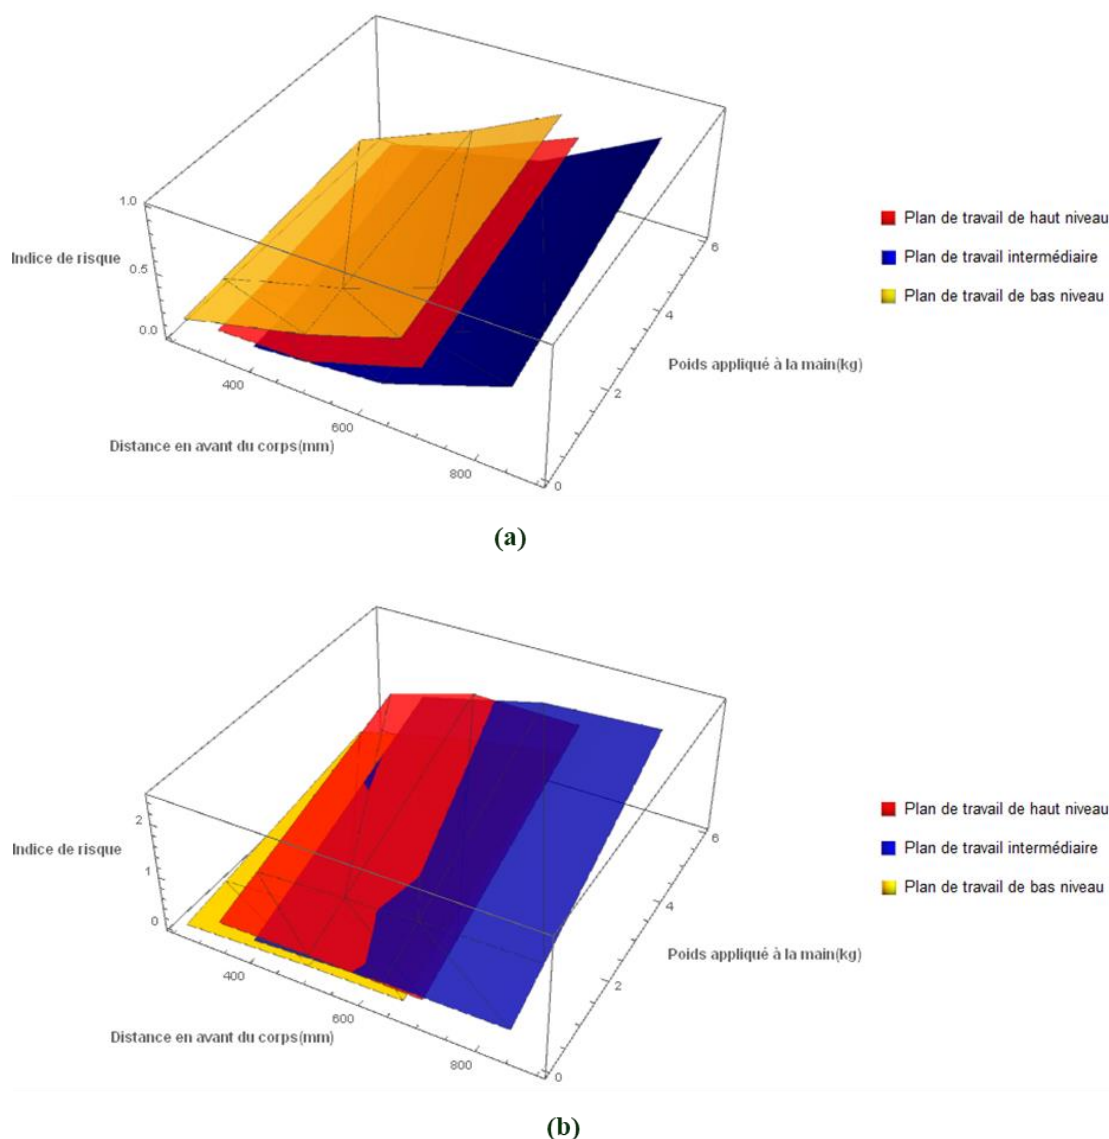 1.0
Indice de risque
0.5
0.0
400
Distance en avant du corps(mm)
600
800
0
2
Poids appliqué à la main(kg)
4
6
Plan de travail de haut niveau
Plan de travail intermédiaire
Plan de travail de bas niveau
(a)
2
Indice de risque
1
0
400
Distance en avant du corps(mm)
600
800
0
2
Poids appliqué à la main(kg)
4
6
Plan de travail de haut niveau
Plan de travail intermédiaire
Plan de travail de bas niveau
(b)